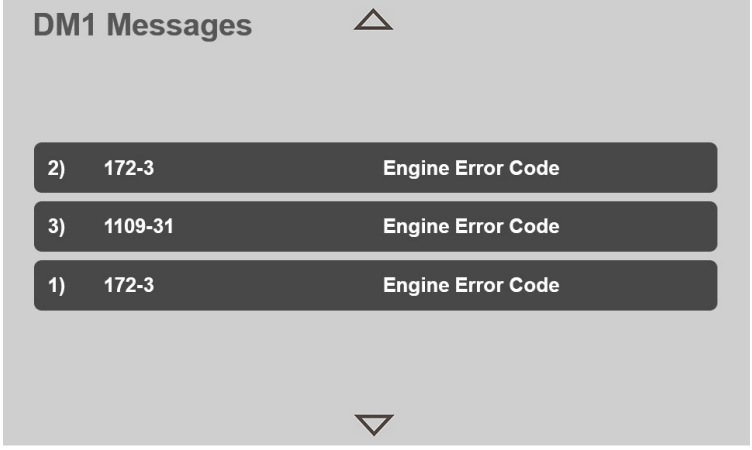 DM1 Messages
2) 172-3 Engine Error Code
3) 1109-31 Engine Error Code
1) 172-3 Engine Error Code